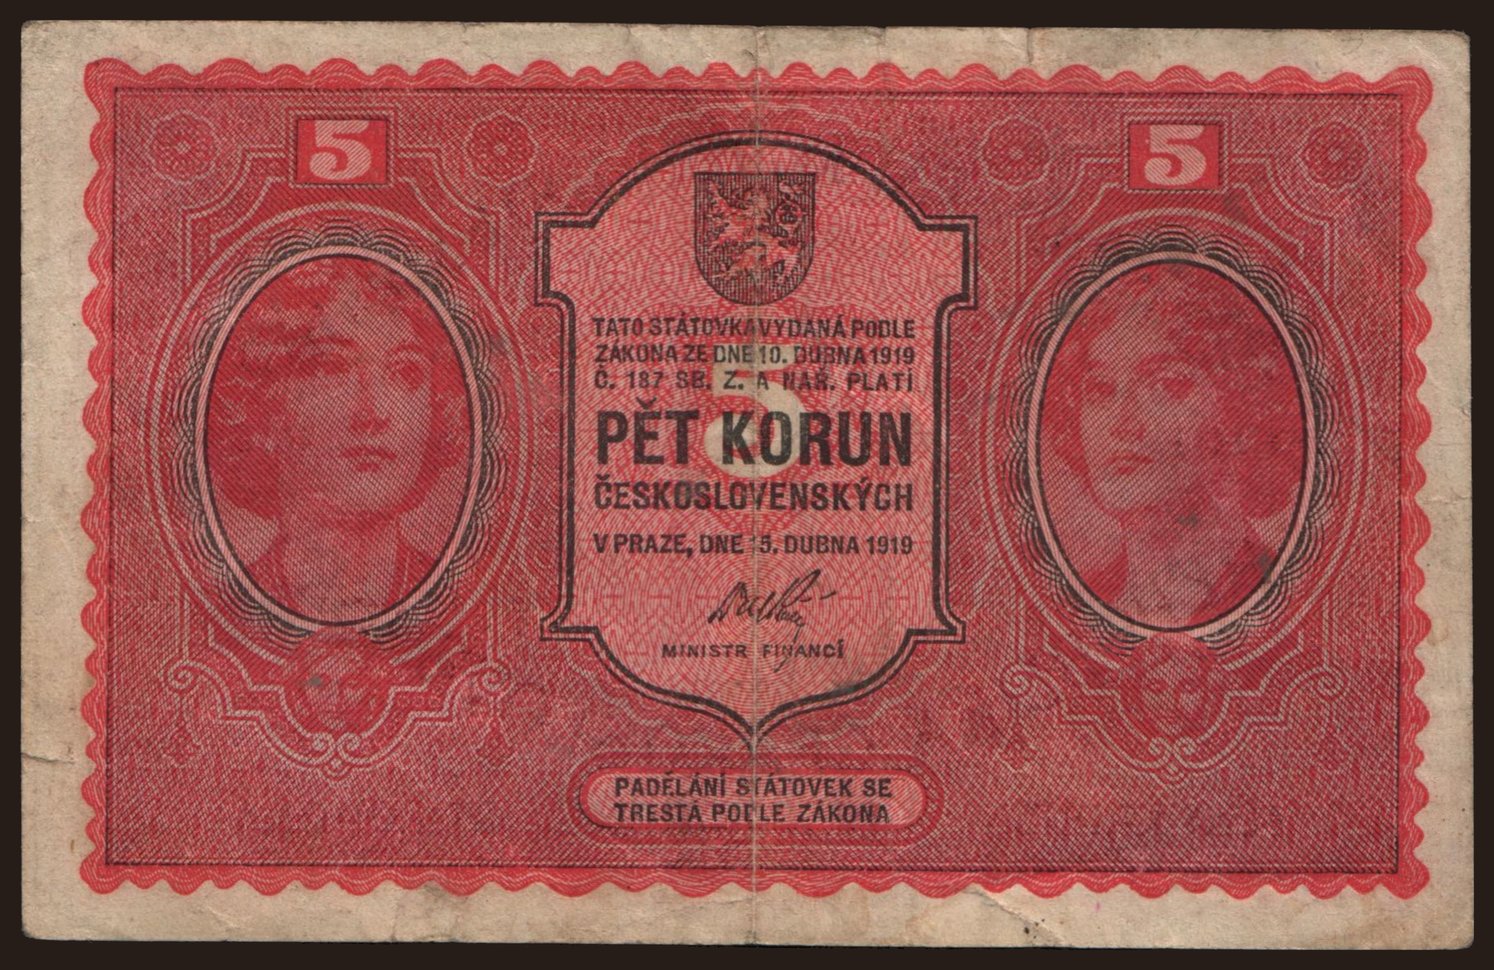 5 5
TATO STÁTOVKA VYDANÁ PODLE
ZÁKONA ZE DNE 10. DUBNA 1919
Č. 187 SB. Z. A NAŘ. PLATÍ
5
PĚT KORUN
ČESKOSLOVENSKÝCH
V PRAZE, DNE 15. DUBNA 1919
MINISTR FINANCÍ
PADĚLÁNÍ STÁTOVEK SE
TRESTÁ PODLE ZÁKONA